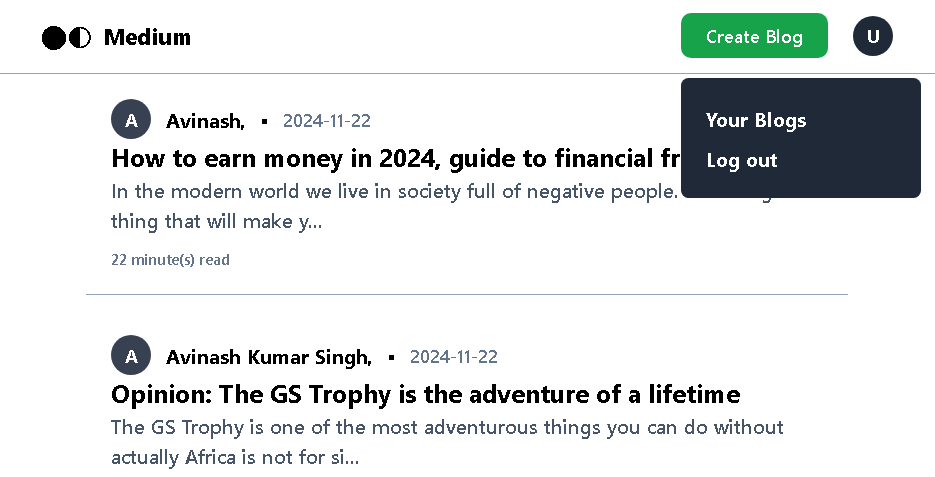 Medium
Create Blog
U
Your Blogs
Log out
A
Avinash, ▪ 2024-11-22
How to earn money in 2024, guide to financial
In the modern world we live in society full of negative people.
thing that will make y...
22 minute(s) read
A
Avinash Kumar Singh, ▪ 2024-11-22
Opinion: The GS Trophy is the adventure of a lifetime
The GS Trophy is one of the most adventurous things you can do without
actually Africa is not for si...